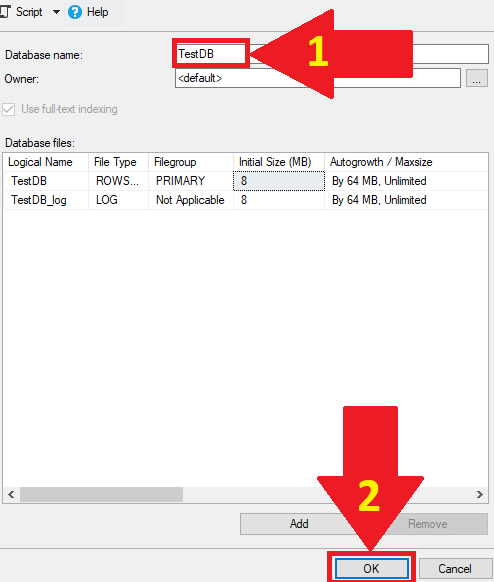 Script Help
Database name: TestDB 1
Owner: <default> ...
Use full-text indexing
Database files:
Logical Name File Type Filegroup Initial Size (MB) Autogrowth / Maxsize
TestDB ROWS... PRIMARY 8 By 64 MB, Unlimited
TestDB_log LOG Not Applicable 8 By 64 MB, Unlimited
2
Add Remove
OK Cancel